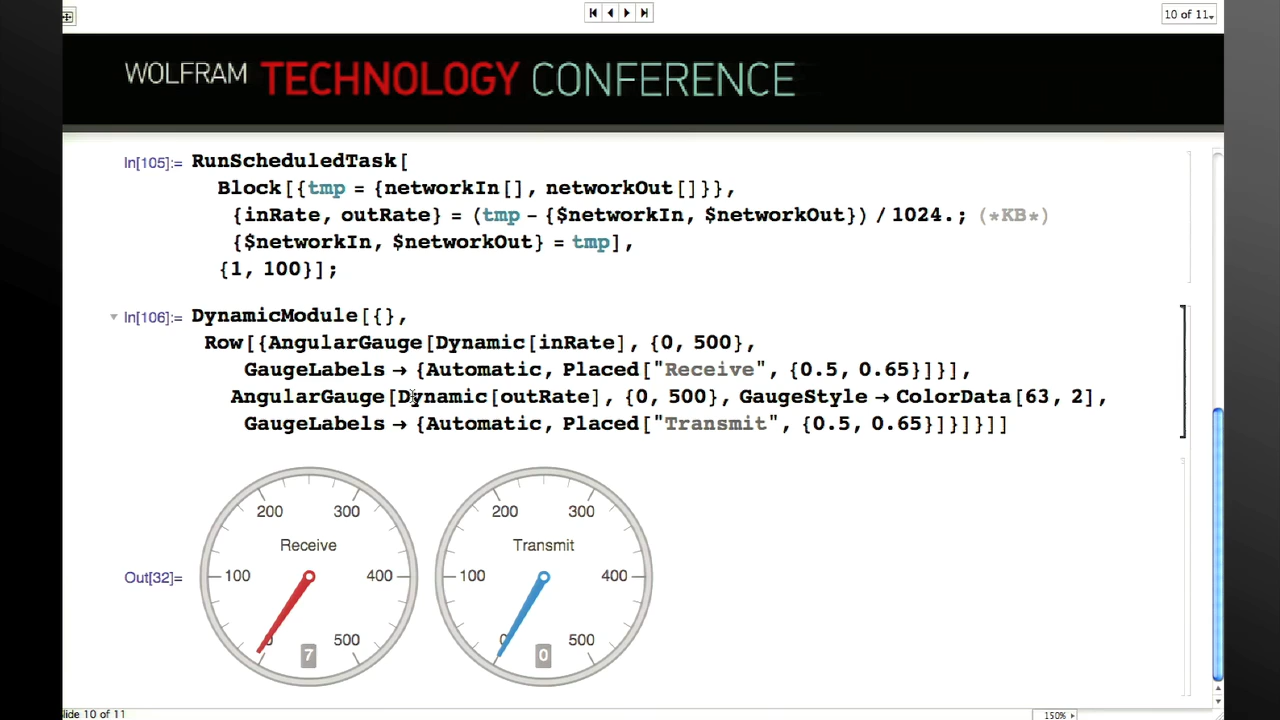 10 of 11
WOLFRAM TECHNOLOGY CONFERENCE
In[105]:= RunScheduledTask[
Block[{tmp = {networkIn[], networkOut[]}},
{inRate, outRate} = (tmp - {$networkIn, $networkOut}) / 1024.; (*KB*)
{$networkIn, $networkOut} = tmp],
{1, 100}];
In[106]:= DynamicModule[{},
Row[{AngularGauge[Dynamic[inRate], {0, 500},
GaugeLabels → {Automatic, Placed["Receive", {0.5, 0.65}]}],
AngularGauge[Dynamic[outRate], {0, 500}, GaugeStyle → ColorData[63, 2],
GaugeLabels → {Automatic, Placed["Transmit", {0.5, 0.65}]}]}]]
200 300 200 300
Receive Transmit
Out[32]= 100 400 100 400
0 500 0 500
7 0
Slide 10 of 11 150%